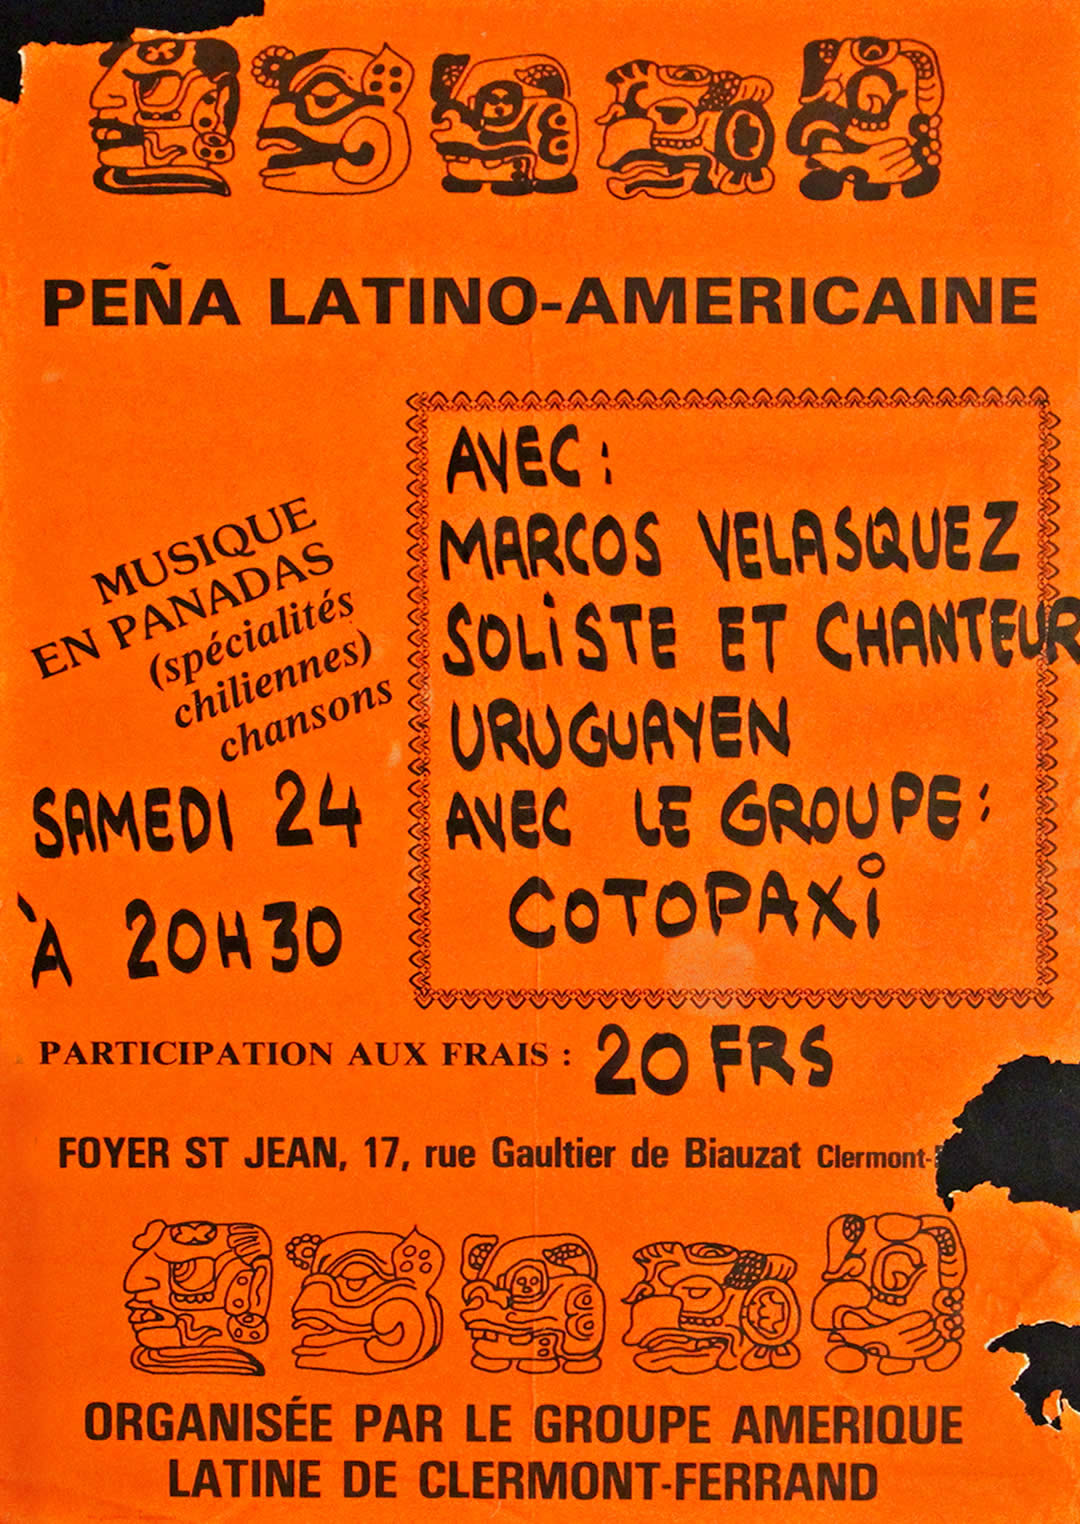 PEÑA LATINO-AMERICAINE
MUSIQUE
EN PANADAS
(spécialités
chiliennes)
chansons
SAMEDI 24
À 20H30
AVEC:
MARCOS VELASQUEZ
SOLISTE ET CHANTEUR
URUGUAYEN
AVEC LE GROUPE:
COTOPAXI
PARTICIPATION AUX FRAIS : 20 FRS
FOYER ST JEAN, 17, rue Gaultier de Biauzat Clermont-
ORGANISÉE PAR LE GROUPE AMERIQUE
LATINE DE CLERMONT-FERRAND